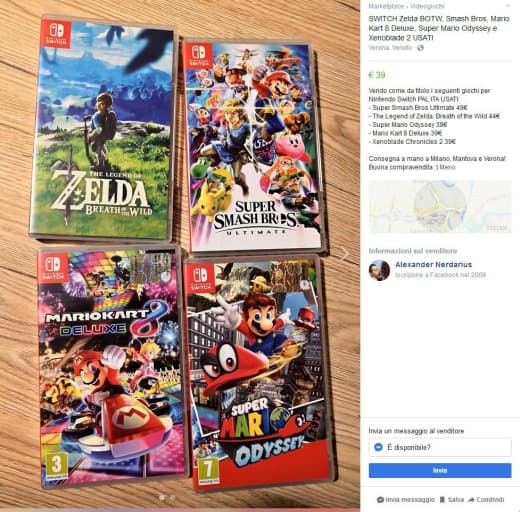 Marketplace › Videogiochi
SWITCH Zelda BOTW, Smash Bros, Mario
Kart 8 Deluxe, Super Mario Odyssey e
Xenoblade 2 USATI
Verona, Veneto ·
€ 39
Vendo come da titolo i seguenti giochi per
Nintendo Switch PAL ITA USATI:
- Super Smash Bros Ultimate 49€
- The Legend of Zelda: Breath of the Wild 44€
- Super Mario Odyssey 39€
- Mario Kart 8 Deluxe 39€
-Xenoblade Chronicles 2 39€
Consegna a mano a Milano, Mantova e Verona!
Buona compravendita :) Meno
Informazioni sul venditore
Alexander Nerdarius
Iscrizione a Facebook nel 2008
Invia un messaggio al venditore
È disponibile?
Invia
Invia messaggio Salva Condividi
NINTENDO
SWITCH
THE LEGEND OF
ZELDA
BREATH OF THE WILD
NINTENDO
SWITCH
SUPER
SMASH BROS.
ULTIMATE
NINTENDO
SWITCH
MARIOKART 8
DELUXE
3
NINTENDO
SWITCH
SUPER
MARIO
ODYSSEY
7